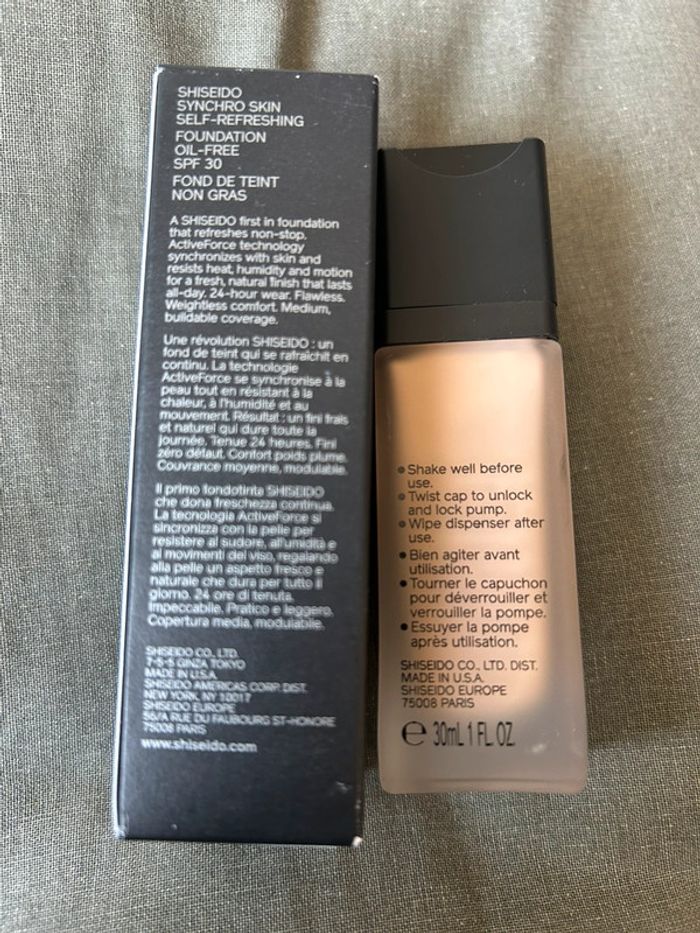 SHISEIDO
SYNCHRO SKIN
SELF-REFRESHING
FOUNDATION
OIL-FREE
SPF 30
FOND DE TEINT
NON GRAS
A SHISEIDO first in foundation
that refreshes non-stop.
ActiveForce technology
synchronizes with skin and
resists heat, humidity and motion
for a fresh, natural finish that lasts
all-day. 24-hour wear. Flawless.
Weightless comfort. Medium,
buildable coverage.
Une révolution SHISEIDO : un
fond de teint qui se rafraîchit en
continu. La technologie
ActiveForce se synchronise à la
peau tout en résistant à la
chaleur, à l'humidité et au
mouvement. Résultat : un fini frais
et naturel qui dure toute la
journée. Tenue 24 heures. Fini
zéro défaut. Confort poids plume.
Couvrance moyenne, modulable.
Il primo fondotinta SHISEIDO
che dona freschezza continua.
La tecnologia ActiveForce si
sincronizza con la pelle per
resistere al sudore, all'umidità e
ai movimenti del viso, regalando
alla pelle un aspetto fresco e
naturale che dura per tutto il
giorno. 24 ore di tenuta.
Impeccabile. Pratico e leggero.
Copertura media, modulabile.
SHISEIDO CO., LTD.
7-5-5 GINZA TOKYO
MADE IN U.S.A.
SHISEIDO AMERICAS CORP. DIST.
NEW YORK, NY 10017
SHISEIDO EUROPE
56/A RUE DU FAUBOURG ST-HONORE
75008 PARIS
www.shiseido.com
• Shake well before
use.
• Twist cap to unlock
and lock pump.
• Wipe dispenser after
use.
• Bien agiter avant
utilisation.
• Tourner le capuchon
pour déverrouiller et
verrouiller la pompe.
• Essuyer la pompe
après utilisation.
SHISEIDO CO., LTD. DIST.
MADE IN U.S.A.
SHISEIDO EUROPE
75008 PARIS
℮ 30mL 1 FL. OZ.